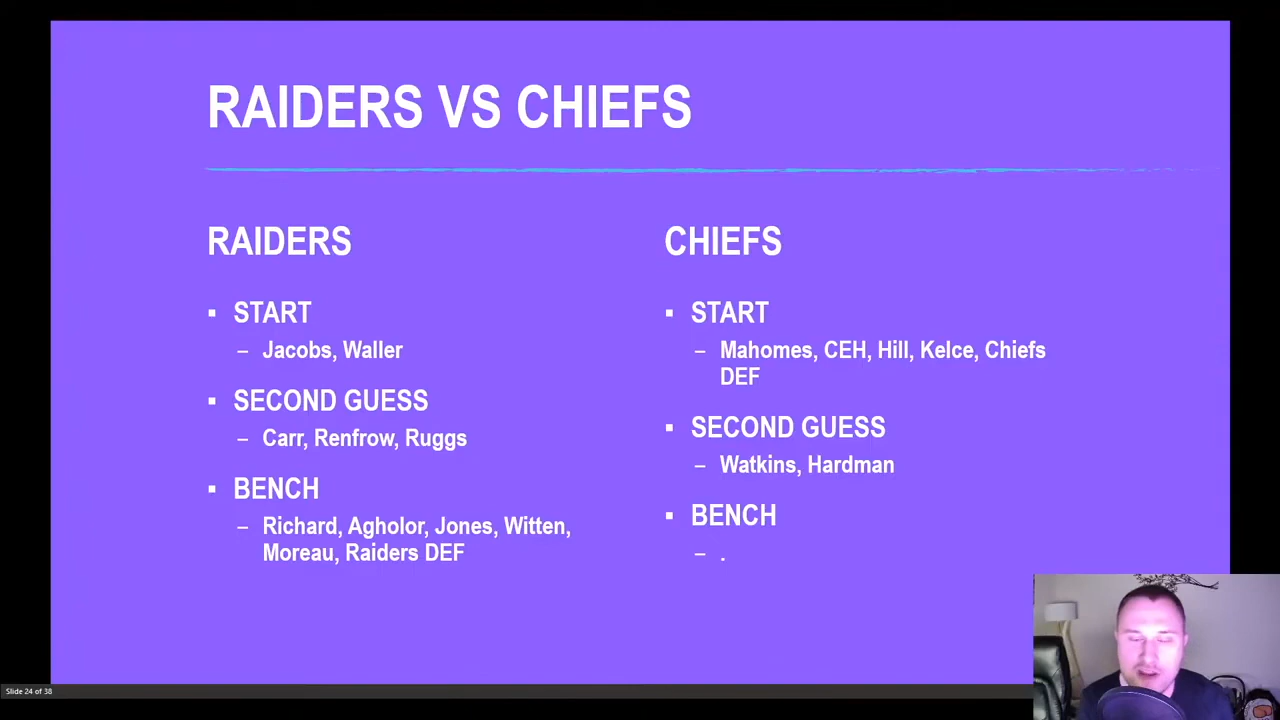 RAIDERS VS CHIEFS
RAIDERS
▪ START
– Jacobs, Waller
▪ SECOND GUESS
– Carr, Renfrow, Ruggs
▪ BENCH
– Richard, Agholor, Jones, Witten,
Moreau, Raiders DEF
CHIEFS
▪ START
– Mahomes, CEH, Hill, Kelce, Chiefs
DEF
▪ SECOND GUESS
– Watkins, Hardman
▪ BENCH
– .
Slide 24 of 38